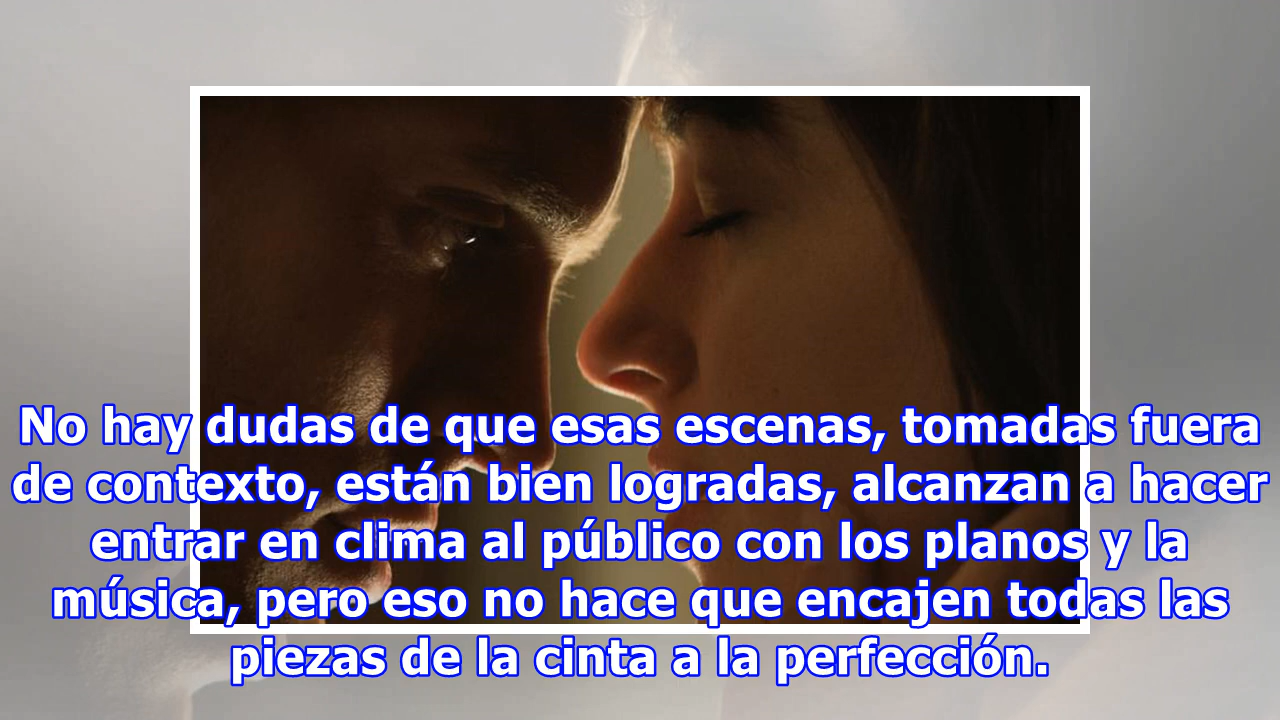 No hay dudas de que esas escenas, tomadas fuera
de contexto, están bien logradas, alcanzan a hacer
entrar en clima al público con los planos y la
música, pero eso no hace que encajen todas las
piezas de la cinta a la perfección.